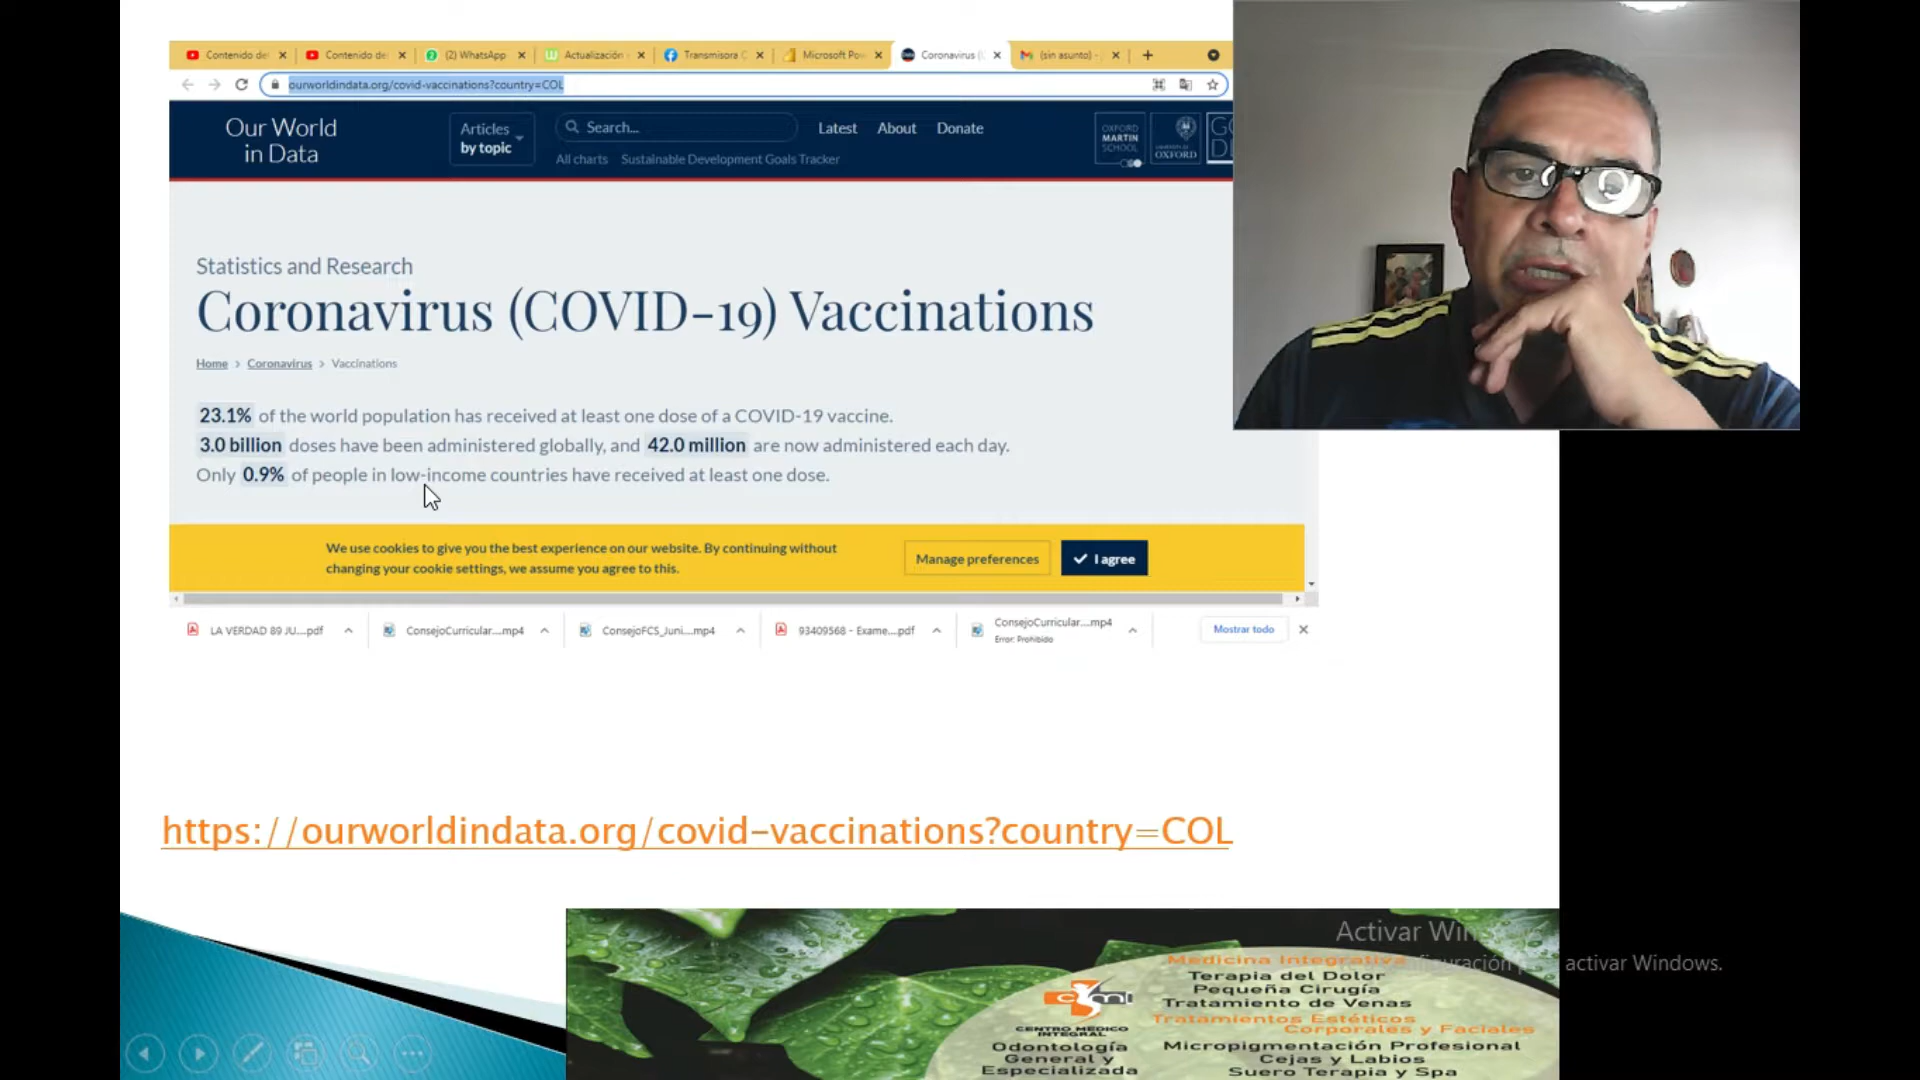 Contenido de
Contenido de
(2) WhatsApp
Actualización
Transmisora C
Microsoft Pow
Coronavirus (
(sin asunto) -
ourworldindata.org/covid-vaccinations?country=COL
Our World
in Data
Articles
by topic
Search...
Latest
About
Donate
All charts
Sustainable Development Goals Tracker
OXFORD
MARTIN
SCHOOL
OXFORD
Statistics and Research
Coronavirus (COVID-19) Vaccinations
Home > Coronavirus > Vaccinations
23.1% of the world population has received at least one dose of a COVID-19 vaccine.
3.0 billion doses have been administered globally, and 42.0 million are now administered each day.
Only 0.9% of people in low-income countries have received at least one dose.
We use cookies to give you the best experience on our website. By continuing without
changing your cookie settings, we assume you agree to this.
Manage preferences
I agree
LA VERDAD 89 JU....pdf
ConsejoCurricular....mp4
ConsejoFCS_Juni....mp4
93409568 - Exame....pdf
ConsejoCurricular....mp4
Error: Prohibido
Mostrar todo
https://ourworldindata.org/covid-vaccinations?country=COL
Activar Win
activar Windows.
cmi
CENTRO MÉDICO
INTEGRAL
Odontología
General y
Especializada
Medicina Integrativa
Terapia del Dolor
Pequeña Cirugía
Tratamiento de Venas
Tratamientos Estéticos
Corporales y Faciales
Micropigmentación Profesional
Cejas y Labios
Suero Terapia y Spa